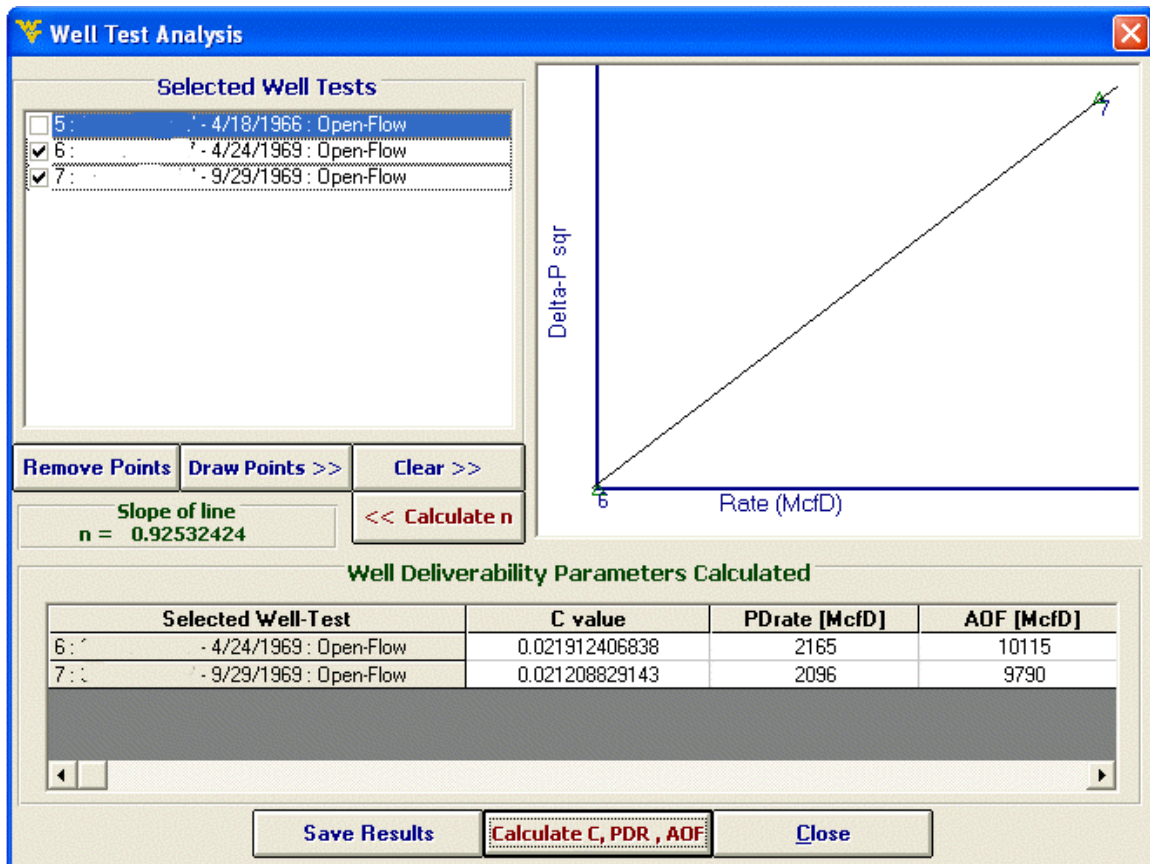 Well Test Analysis
Selected Well Tests
5 : - 4/18/1966 : Open-Flow
6 : - 4/24/1969 : Open-Flow
7 : - 9/29/1969 : Open-Flow
Remove Points
Draw Points >>
Clear >>
Slope of line
n = 0.92532424
<< Calculate n
Delta-P sqr
7
6
Rate (McfD)
Well Deliverability Parameters Calculated
Selected Well-Test C value PDrate [McfD] AOF [McfD]
6 : - 4/24/1969 : Open-Flow 0.021912406838 2165 10115
7 : - 9/29/1969 : Open-Flow 0.021208829143 2096 9790
Save Results
Calculate C, PDR , AOF
Close